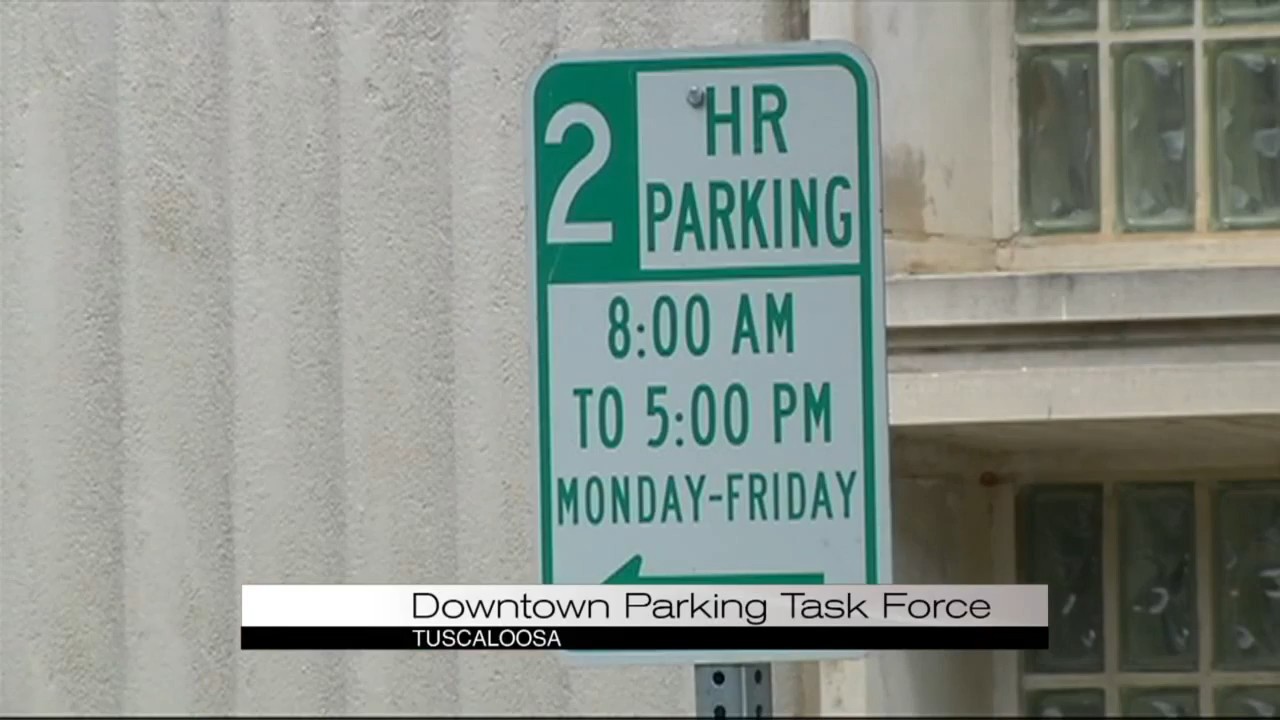 2 HR
PARKING
8:00 AM
TO 5:00 PM
MONDAY-FRIDAY
Downtown Parking Task Force
TUSCALOOSA